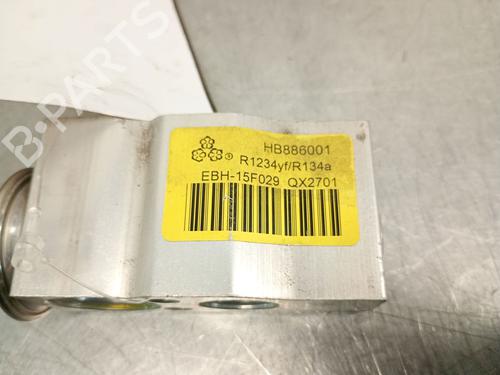 HB886001
R1234yf/R134a
EBH-15F029 QX2701
B-PARTS